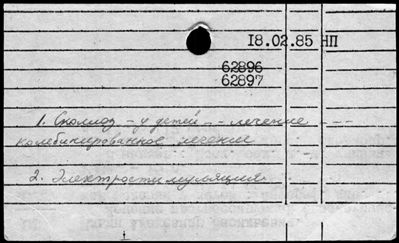 18.02.85 НП
62896
62897
1. Сколиоз - у детей - - лечение - - -
комбинированное лечение
2. Электростимуляция